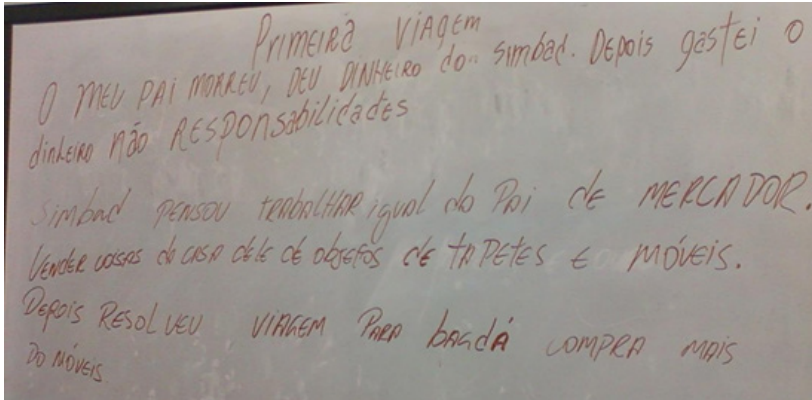 Primeira Viagem
O meu pai morreu, deu dinheiro do simbad. Depois gastei o
dinheiro não responsabilidades
Simbad pensou trabalhar igual do pai de mercador.
Vender coisas do casa dele de objetos de tapetes e móveis.
Depois resolveu viagem para bagdá compra mais
do móveis